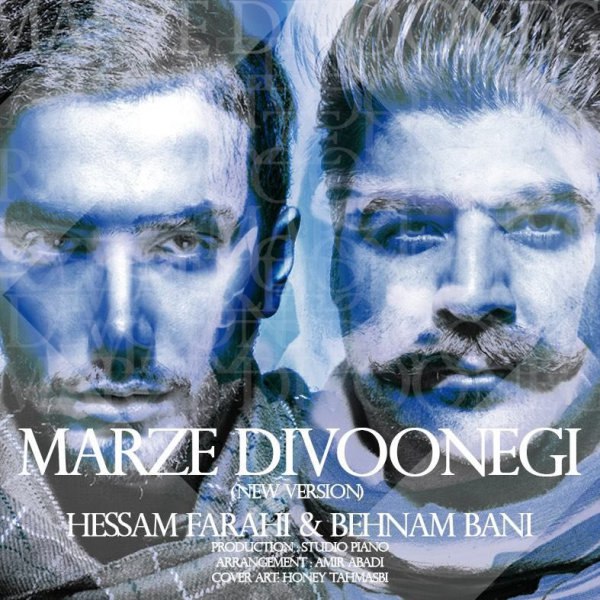 MARZE DIVOONEGI
(NEW VERSION)
HESSAM FARAHI & BEHNAM BANI
PRODUCTION : STUDIO PIANO
ARRANGEMENT : AMIR ABADI
COVER ART: HONEY TAHMASBI